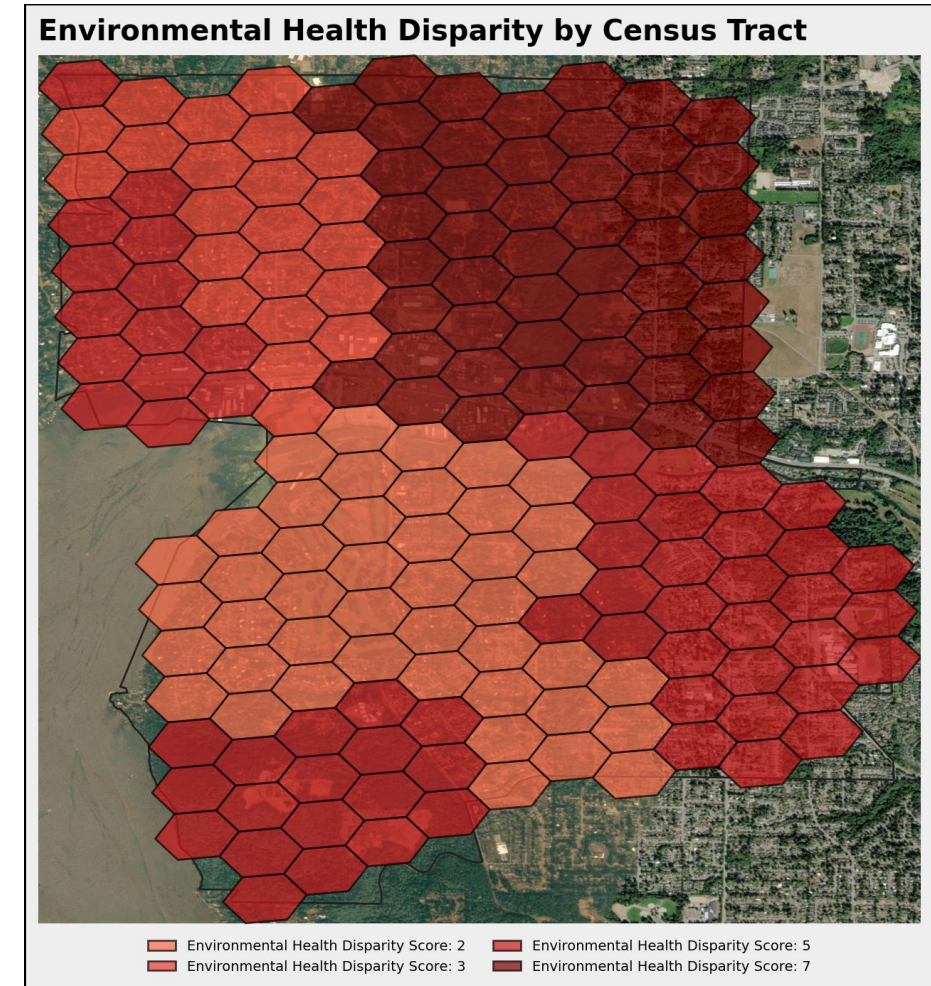 Environmental Health Disparity by Census Tract
Environmental Health Disparity Score: 2
Environmental Health Disparity Score: 3
Environmental Health Disparity Score: 5
Environmental Health Disparity Score: 7